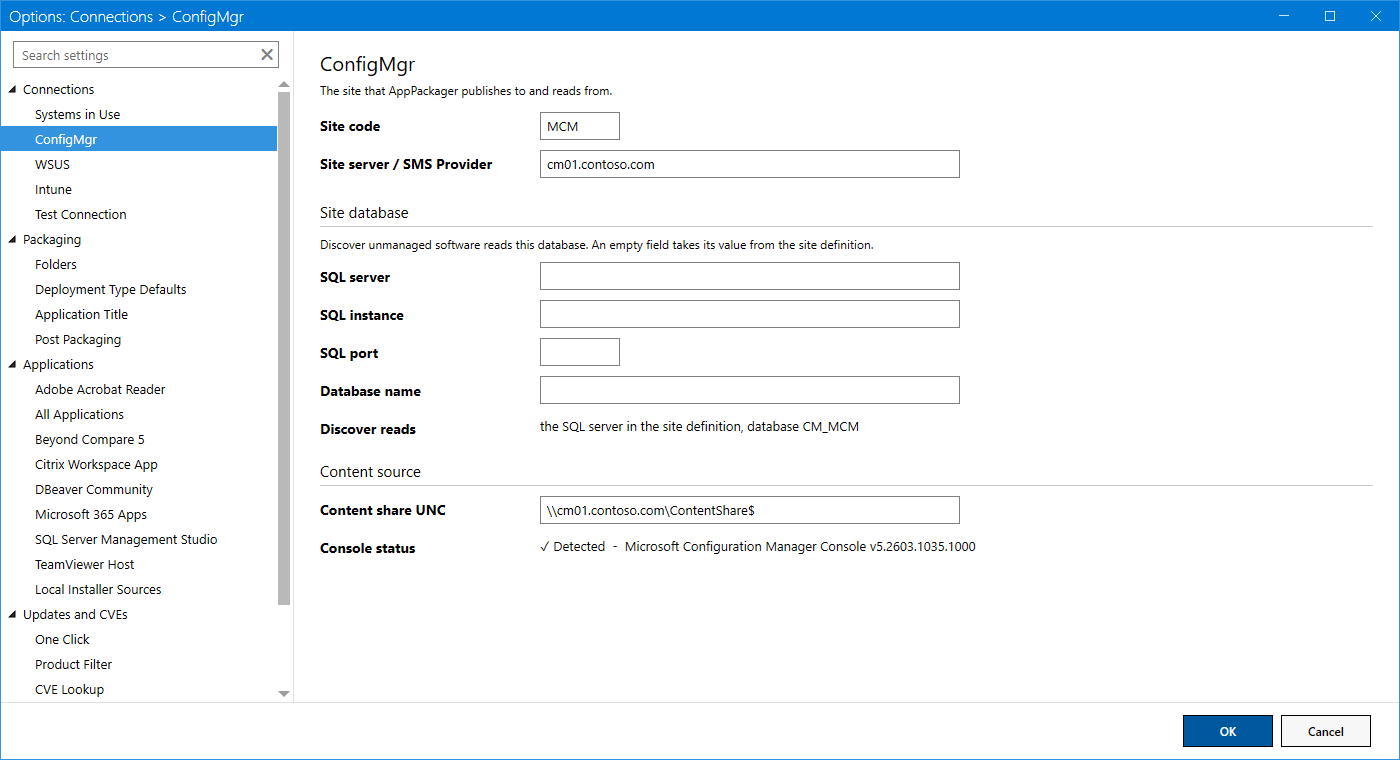 Options: Connections > ConfigMgr
Search settings
Connections
Systems in Use
ConfigMgr
WSUS
Intune
Test Connection
Packaging
Folders
Deployment Type Defaults
Application Title
Post Packaging
Applications
Adobe Acrobat Reader
All Applications
Beyond Compare 5
Citrix Workspace App
DBeaver Community
Microsoft 365 Apps
SQL Server Management Studio
TeamViewer Host
Local Installer Sources
Updates and CVEs
One Click
Product Filter
CVE Lookup
ConfigMgr
The site that AppPackager publishes to and reads from.
Site code MCM
Site server / SMS Provider cm01.contoso.com
Site database
Discover unmanaged software reads this database. An empty field takes its value from the site definition.
SQL server
SQL instance
SQL port
Database name
Discover reads the SQL server in the site definition, database CM_MCM
Content source
Content share UNC \\cm01.contoso.com\ContentShare$
Console status ✓ Detected - Microsoft Configuration Manager Console v5.2603.1035.1000
OK Cancel